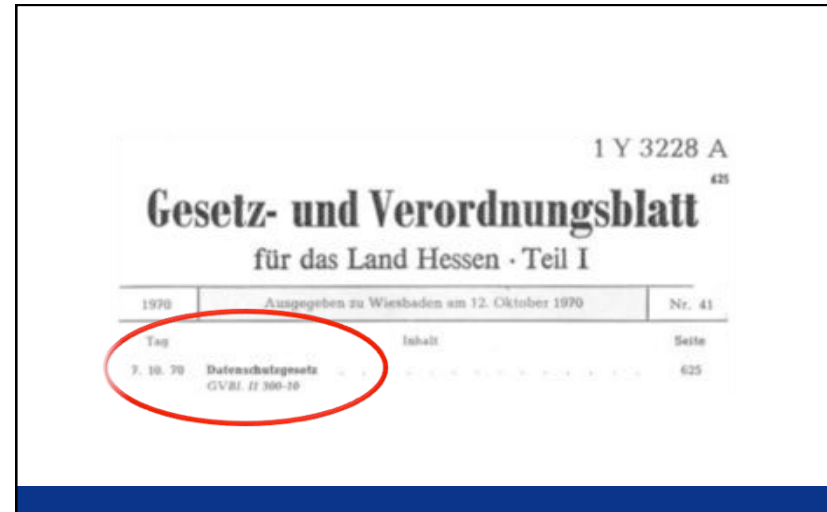 1 Y 3228 A
625
Gesetz- und Verordnungsblatt
für das Land Hessen · Teil I
1970 Ausgegeben zu Wiesbaden am 12. Oktober 1970 Nr. 41
Tag Inhalt Seite
7. 10. 70 Datenschutzgesetz . . . . . . . . . . . . . . 625
GVBl. II 300-10